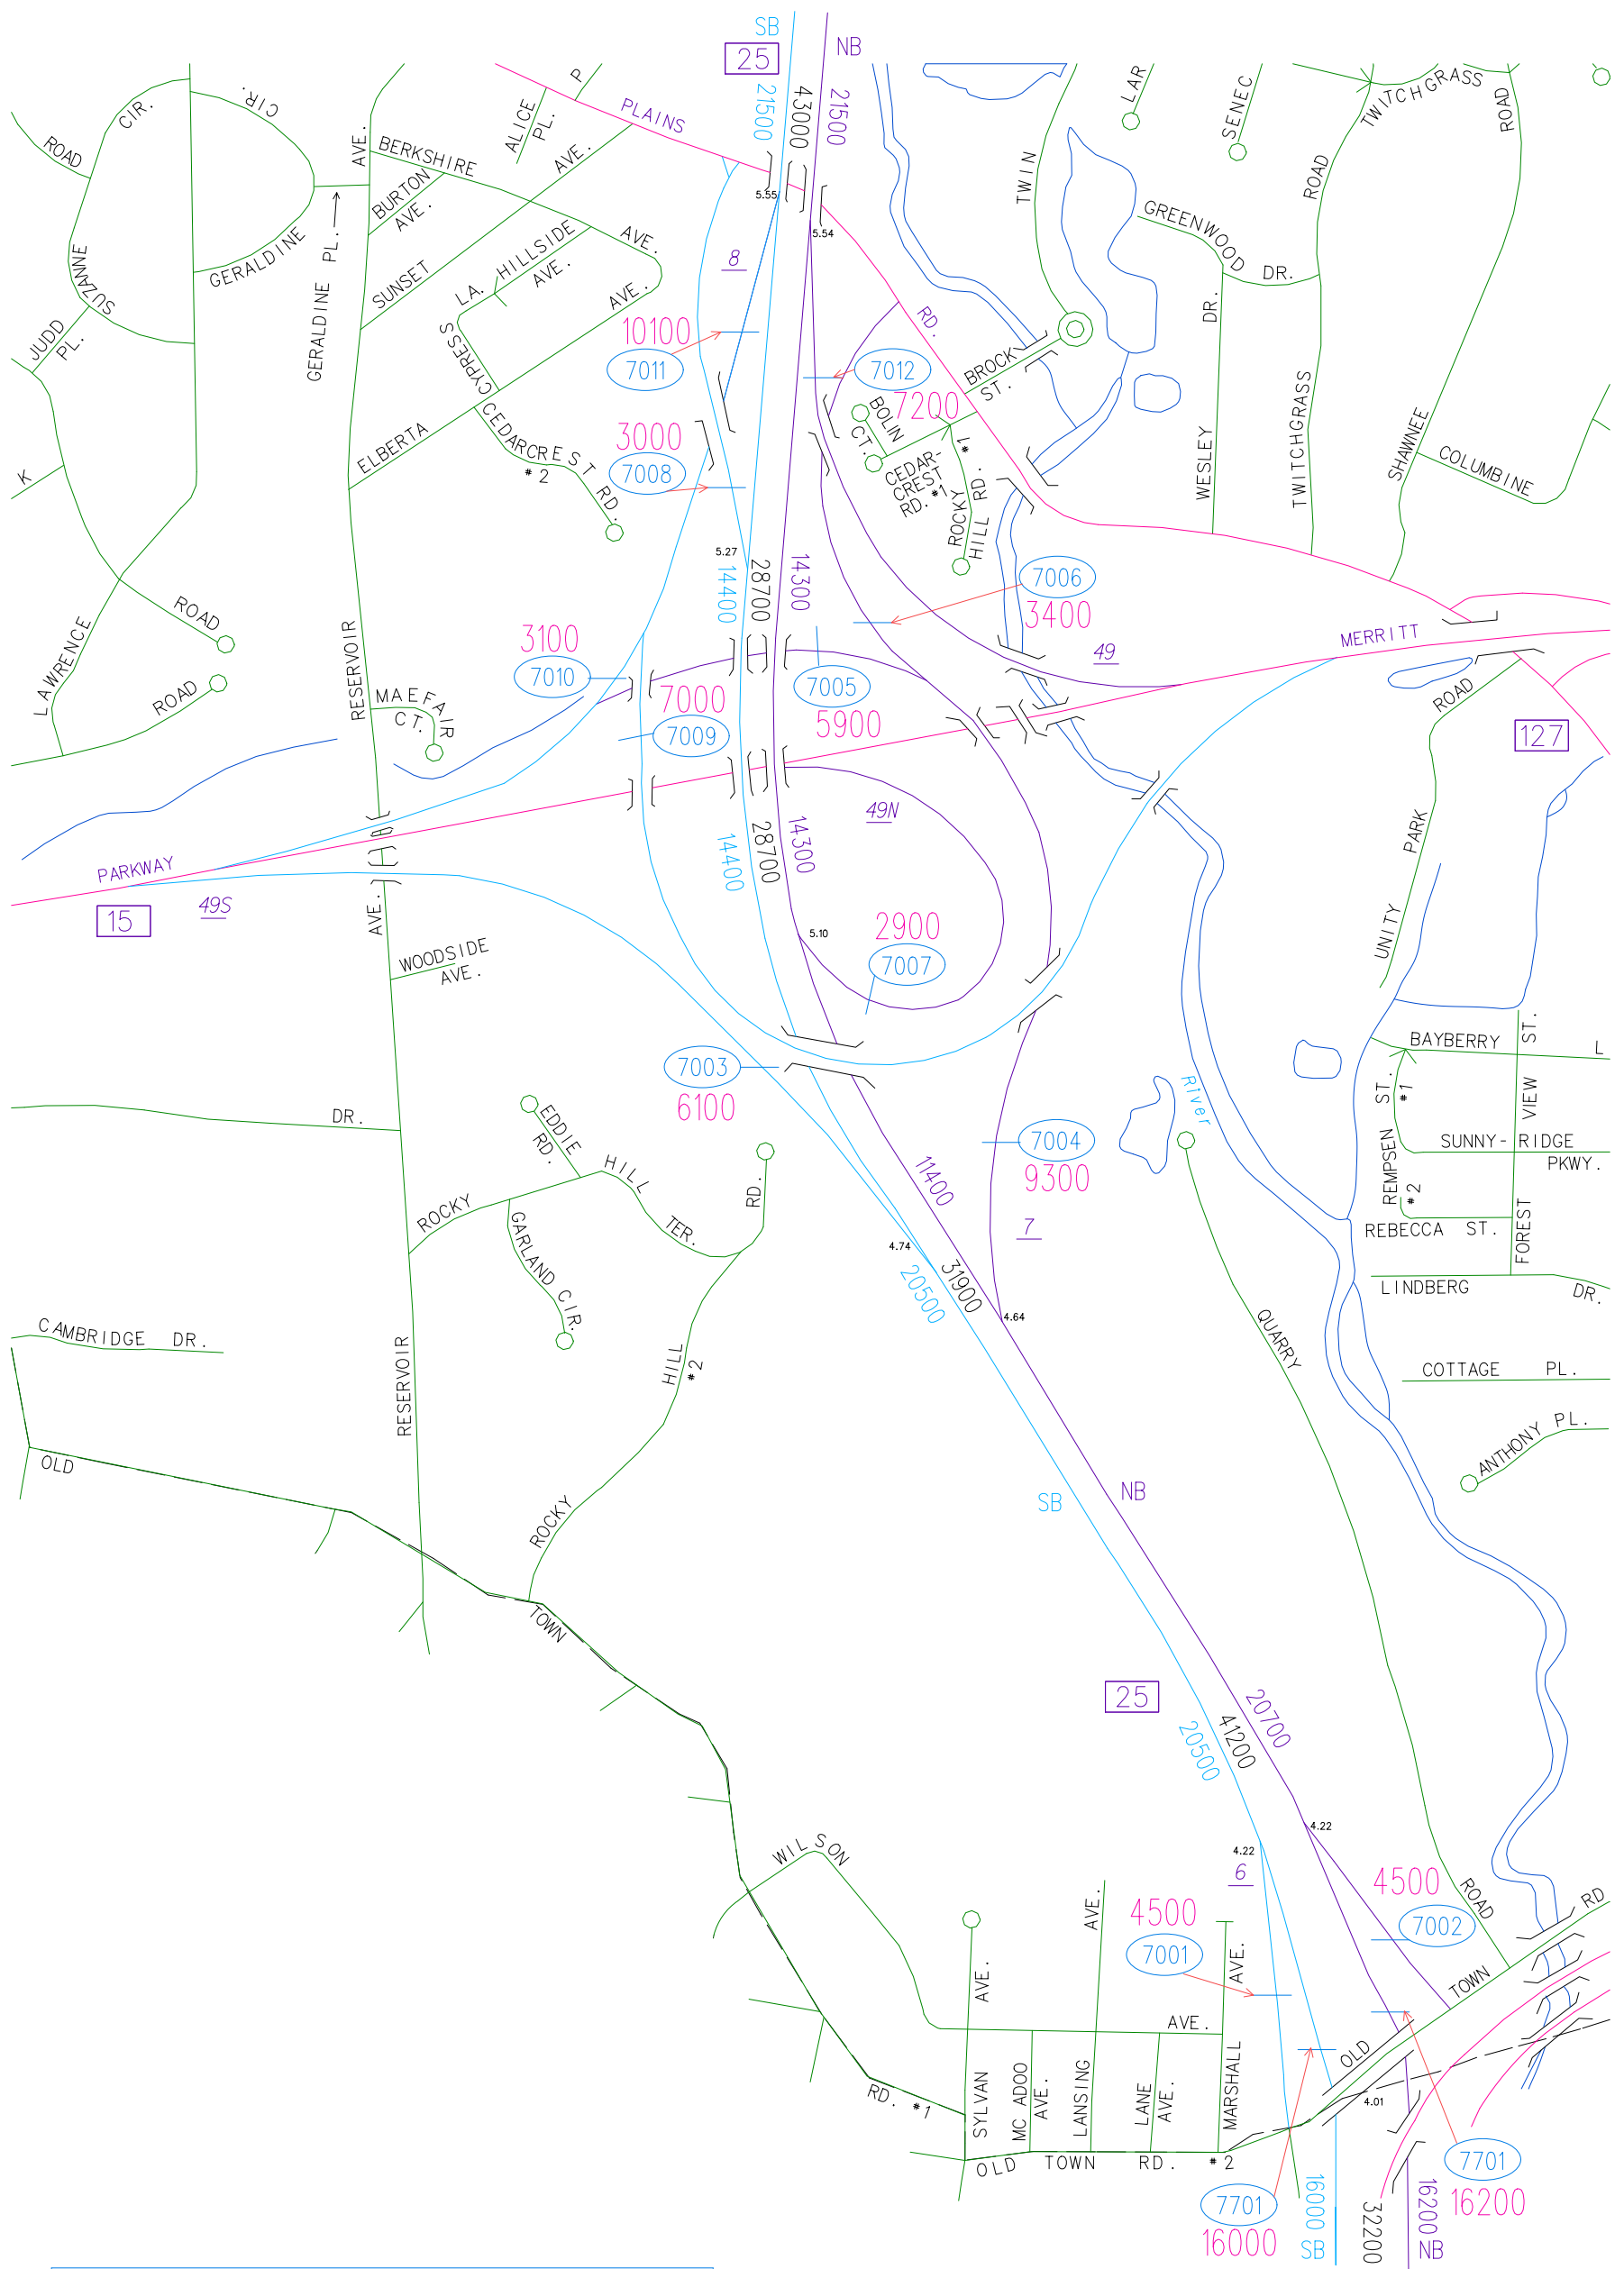 SB
25
NB
21500
43000
21500
PLAINS
RD.
P
ALICE
PL.
CIR.
CIR.
ROAD
AVE.
BERKSHIRE
AVE.
BURTON
AVE.
SUNSET
AVE.
GERALDINE
GERALDINE PL.
SUZANNE
JUDD
PL.
LA. HILLSIDE
AVE.
AVE.
CYPRESS
ELBERTA
CEDARCREST RD.
#2
K
LAWRENCE
ROAD
ROAD
RESERVOIR
MAEFAIR
CT.
LAR
SENEC
TWITCHGRASS
ROAD
ROAD
TWIN
GREENWOOD
DR.
WESLEY
DR.
TWITCHGRASS
SHAWNEE
COLUMBINE
BROCK
ST.
BOLIN
CT.
CEDAR-
CREST
RD. #1
ROCKY
HILL RD. #1
5.55
5.54
8
10100
7011
7012
7200
3000
7008
5.27
14400
28700
14300
7006
3400
3100
7010
7000
7009
7005
5900
49
MERRITT
ROAD
127
UNITY
PARK
49N
14400
28700
14300
PARKWAY
15
49S
AVE.
WOODSIDE
AVE.
5.10
2900
7007
7003
6100
River
BAYBERRY
L
ST.
VIEW
FOREST
REMPSEN ST.
#1
#2
SUNNY-RIDGE
PKWY.
REBECCA ST.
LINDBERG
DR.
DR.
EDDIE
RD.
ROCKY
HILL
TER.
RD.
GARLAND CIR.
HILL
#2
ROCKY
11400
7004
9300
7
4.74
31900
20500
4.64
QUARRY
ROAD
COTTAGE PL.
ANTHONY PL.
CAMBRIDGE DR.
RESERVOIR
OLD
TOWN
SB
NB
25
20700
41200
20500
4.22
4.22
6
4500
7001
4500
7002
WILSON
AVE.
AVE.
AVE.
AVE.
RD. #1
SYLVAN
MC ADOO
AVE.
LANSING
LANE
AVE.
MARSHALL
OLD TOWN RD. #2
OLD
TOWN
RD
4.01
7701
16000
7701
16200
16000 SB
32200
16200 NB